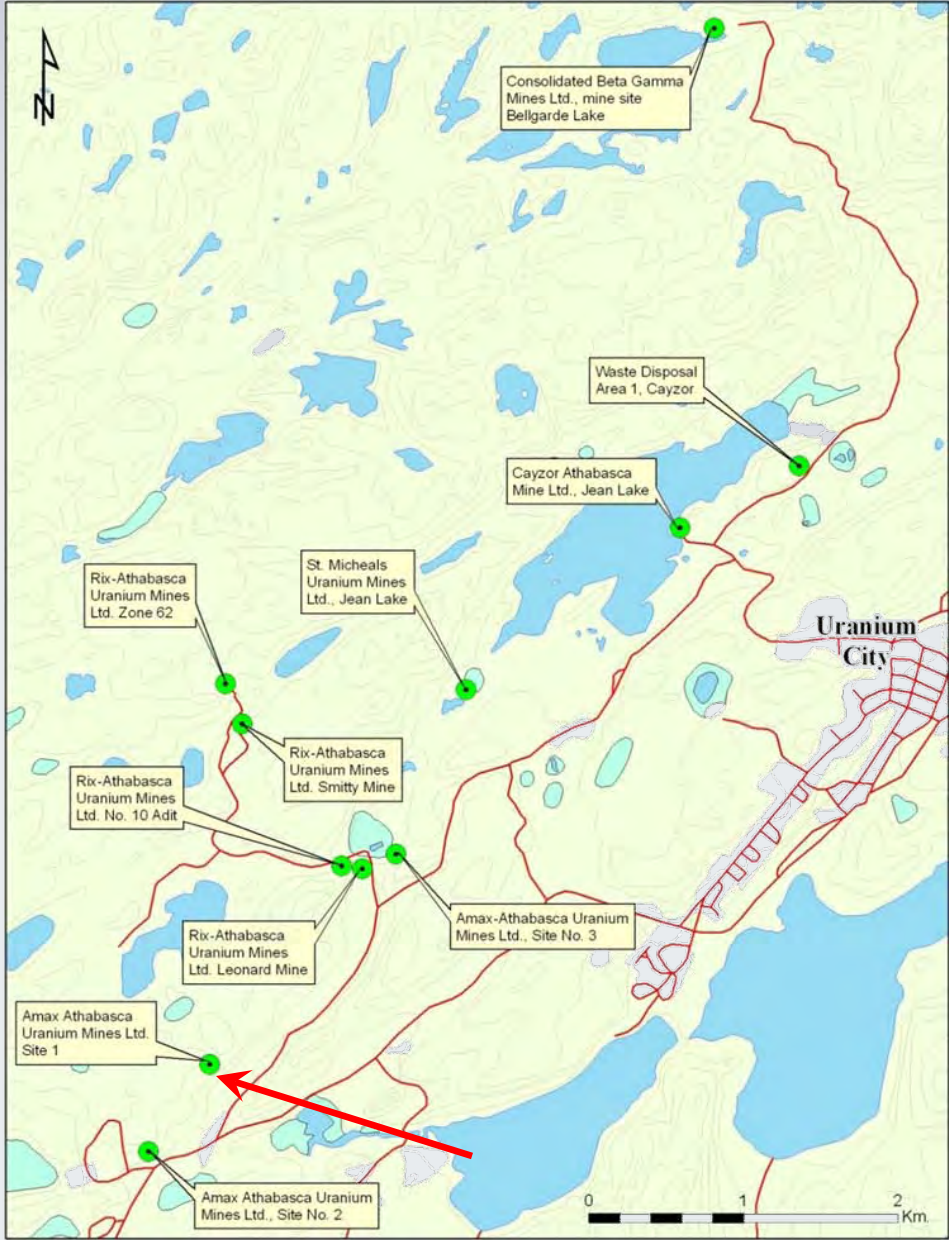 N
Consolidated Beta Gamma
Mines Ltd., mine site
Bellgarde Lake
Waste Disposal
Area 1, Cayzor
Cayzor Athabasca
Mine Ltd., Jean Lake
St. Micheals
Uranium Mines
Ltd., Jean Lake
Rix-Athabasca
Uranium Mines
Ltd. Zone 62
Uranium
City
Rix-Athabasca
Uranium Mines
Ltd. Smitty Mine
Rix-Athabasca
Uranium Mines
Ltd. No. 10 Adit
Amax-Athabasca Uranium
Mines Ltd., Site No. 3
Rix-Athabasca
Uranium Mines
Ltd. Leonard Mine
Amax Athabasca
Uranium Mines Ltd.
Site 1
Amax Athabasca Uranium
Mines Ltd., Site No. 2
0 1 2
Km